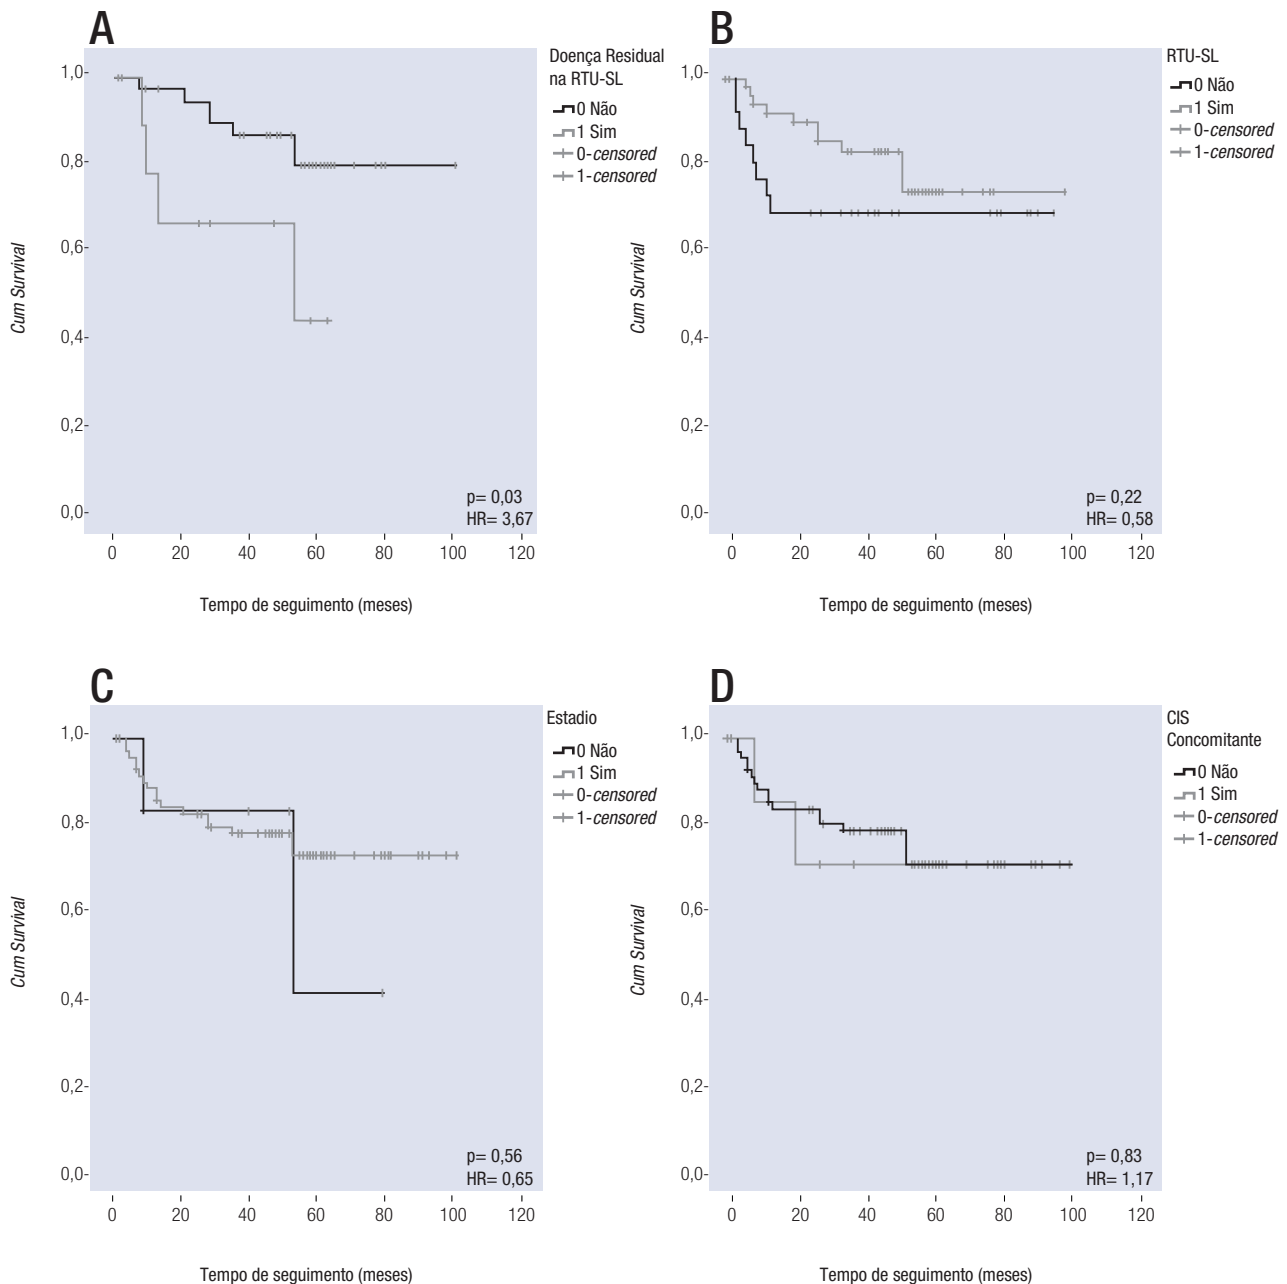 A
Doença Residual
na RTU-SL
0 Não
1 Sim
0-censored
1-censored
1,0
0,8
0,6
0,4
0,2
0,0
Cum Survival
p= 0,03
HR= 3,67
0 20 40 60 80 100 120
Tempo de seguimento (meses)
B
RTU-SL
0 Não
1 Sim
0-censored
1-censored
1,0
0,8
0,6
0,4
0,2
0,0
Cum Survival
p= 0,22
HR= 0,58
0 20 40 60 80 100 120
Tempo de seguimento (meses)
C
Estadio
0 Não
1 Sim
0-censored
1-censored
1,0
0,8
0,6
0,4
0,2
0,0
Cum Survival
p= 0,56
HR= 0,65
0 20 40 60 80 100 120
Tempo de seguimento (meses)
D
CIS
Concomitante
0 Não
1 Sim
0-censored
1-censored
1,0
0,8
0,6
0,4
0,2
0,0
Cum Survival
p= 0,83
HR= 1,17
0 20 40 60 80 100 120
Tempo de seguimento (meses)